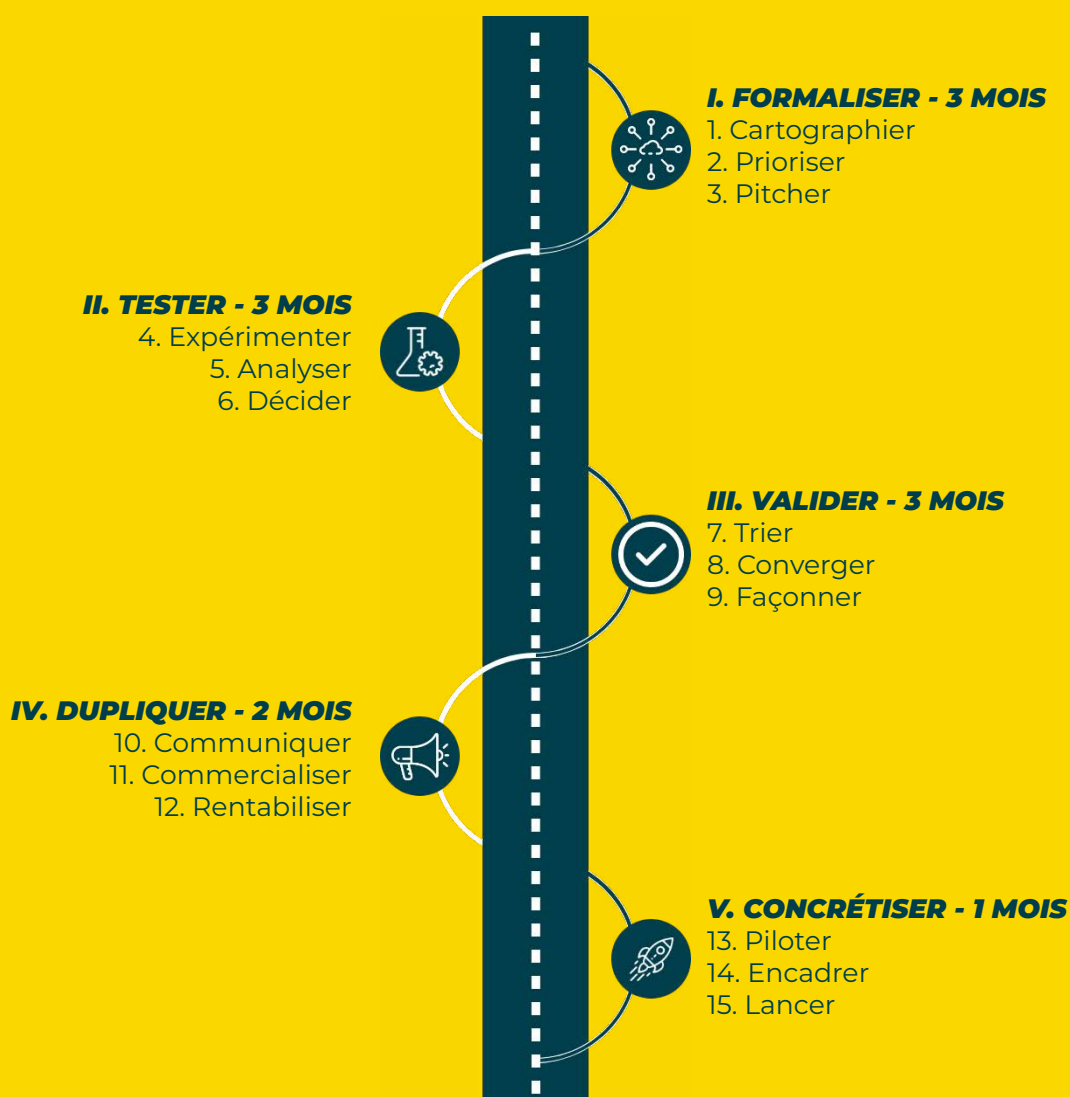 I. FORMALISER - 3 MOIS
1. Cartographier
2. Prioriser
3. Pitcher
II. TESTER - 3 MOIS
4. Expérimenter
5. Analyser
6. Décider
III. VALIDER - 3 MOIS
7. Trier
8. Converger
9. Façonner
IV. DUPLIQUER - 2 MOIS
10. Communiquer
11. Commercialiser
12. Rentabiliser
V. CONCRÉTISER - 1 MOIS
13. Piloter
14. Encadrer
15. Lancer